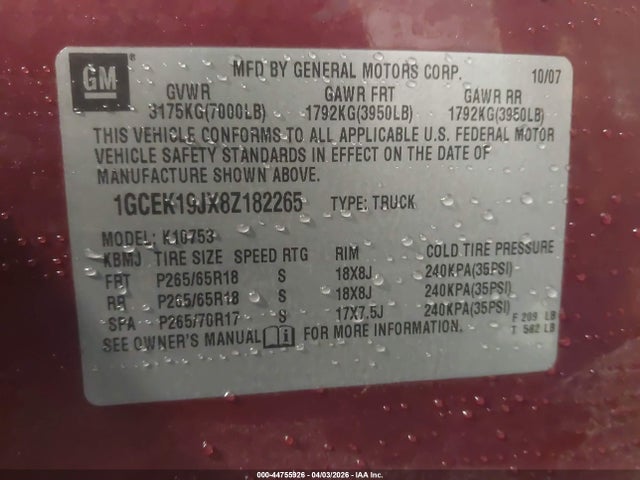 GM ®
MFD BY GENERAL MOTORS CORP. 10/07
GVWR GAWR FRT GAWR RR
3175KG(7000LB) 1792KG(3950LB) 1792KG(3950LB)
THIS VEHICLE CONFORMS TO ALL APPLICABLE U.S. FEDERAL MOTOR
VEHICLE SAFETY STANDARDS IN EFFECT ON THE DATE OF
MANUFACTURE SHOWN ABOVE.
1GCEK19JX8Z182265 TYPE: TRUCK
MODEL: K10753
KBMJ TIRE SIZE SPEED RTG RIM COLD TIRE PRESSURE
FRT P265/65R18 S 18X8J 240KPA(35PSI)
RR P265/65R18 S 18X8J 240KPA(35PSI)
SPA P265/70R17 S 17X7.5J 240KPA(35PSI)
SEE OWNER'S MANUAL i FOR MORE INFORMATION.
F 209 LB
T 582 LB
000-44755926 - 04/03/2026 - IAA Inc.